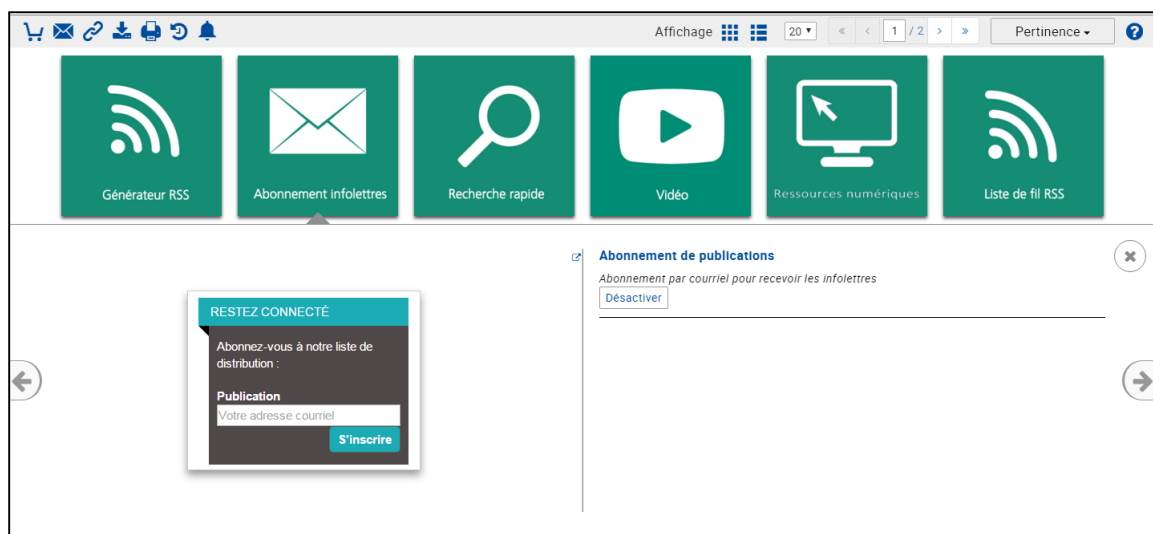 Affichage 20 1 / 2 Pertinence
Générateur RSS
Abonnement infolettres
Recherche rapide
Vidéo
Ressources numériques
Liste de fil RSS
RESTEZ CONNECTÉ
Abonnez-vous à notre liste de
distribution :
Publication
Votre adresse courriel
S'inscrire
Abonnement de publications
Abonnement par courriel pour recevoir les infolettres
Désactiver